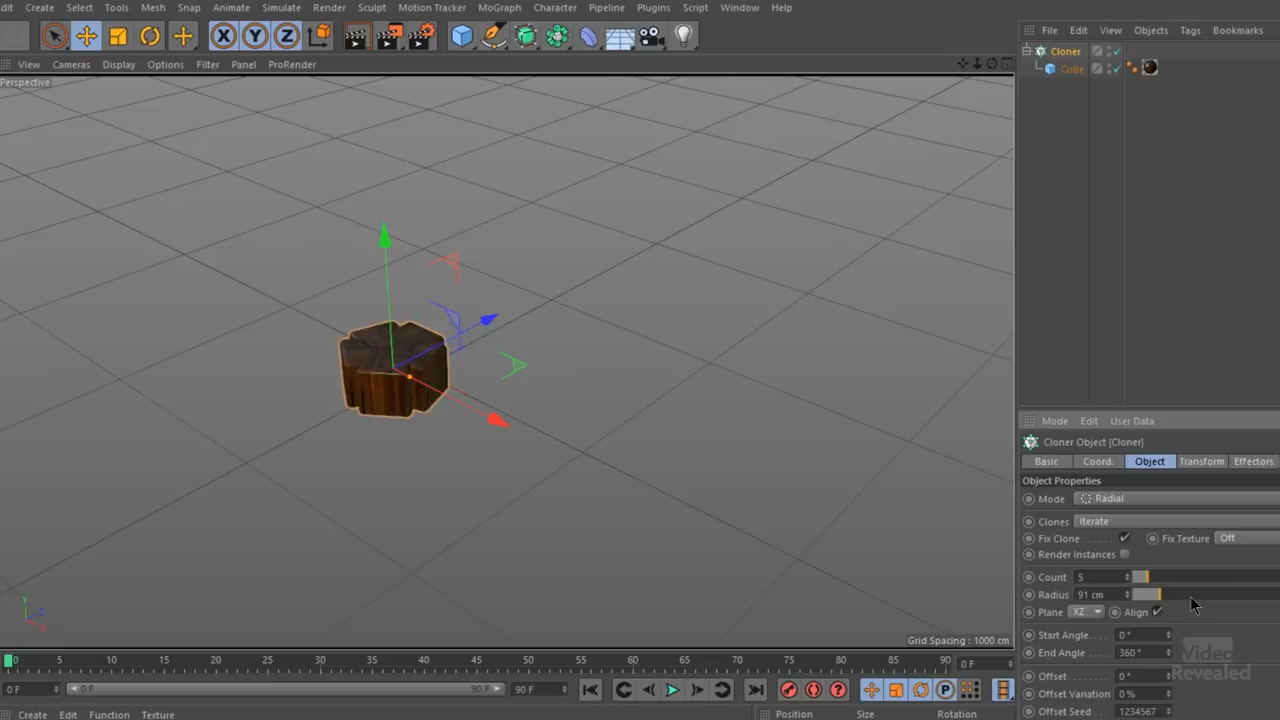 dit Create Select Tools Mesh Snap Animate Simulate Render Sculpt Motion Tracker MoGraph Character Pipeline Plugins Script Window Help
X Y Z
File Edit View Objects Tags Bookmarks
Cloner
Cube
View Cameras Display Options Filter Panel ProRender
Perspective
Y
Z
X
Grid Spacing : 1000 cm
Mode Edit User Data
Cloner Object [Cloner]
Basic Coord. Object Transform Effectors
Object Properties
Mode Radial
Clones Iterate
Fix Clone ...... Fix Texture Off
Render Instances
Count 5
Radius 91 cm
Plane XZ Align
Start Angle.... 0 °
End Angle..... 360 °
Offset......... 0 °
Offset Variation 0 %
Offset Seed... 1234567
Video
Revealed
0 5 10 15 20 25 30 35 40 45 50 55 60 65 70 75 80 85 90 0 F
0 F 0 F 90 F 90 F
P
Create Edit Function Texture
Position Size Rotation